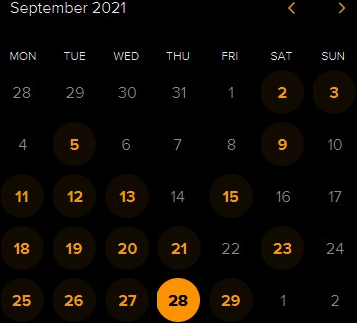 September 2021 < >
MON TUE WED THU FRI SAT SUN
28 29 30 31 1 2 3
4 5 6 7 8 9 10
11 12 13 14 15 16 17
18 19 20 21 22 23 24
25 26 27 28 29 1 2